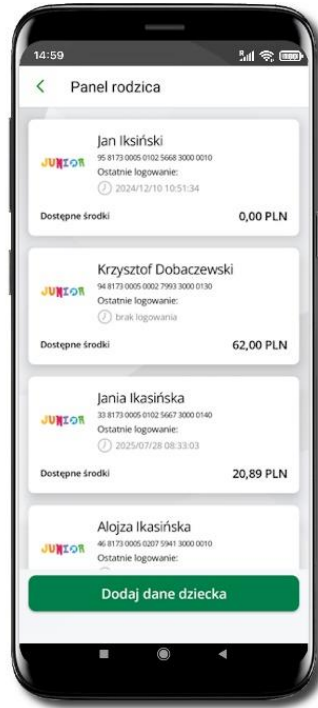 14:59
Panel rodzica
Jan Iksiński
JUNIOR
95 8173 0005 0102 5668 3000 0010
Ostatnie logowanie:
2024/12/10 10:51:34
Dostępne środki 0,00 PLN
Krzysztof Dobaczewski
JUNIOR
94 8173 0005 0002 7993 3000 0130
Ostatnie logowanie:
brak logowania
Dostępne środki 62,00 PLN
Jania Ikasińska
JUNIOR
33 8173 0005 0102 5667 3000 0140
Ostatnie logowanie:
2025/07/28 08:33:03
Dostępne środki 20,89 PLN
Alojza Ikasińska
JUNIOR
46 8173 0005 0207 5941 3000 0010
Ostatnie logowanie:
Dodaj dane dziecka